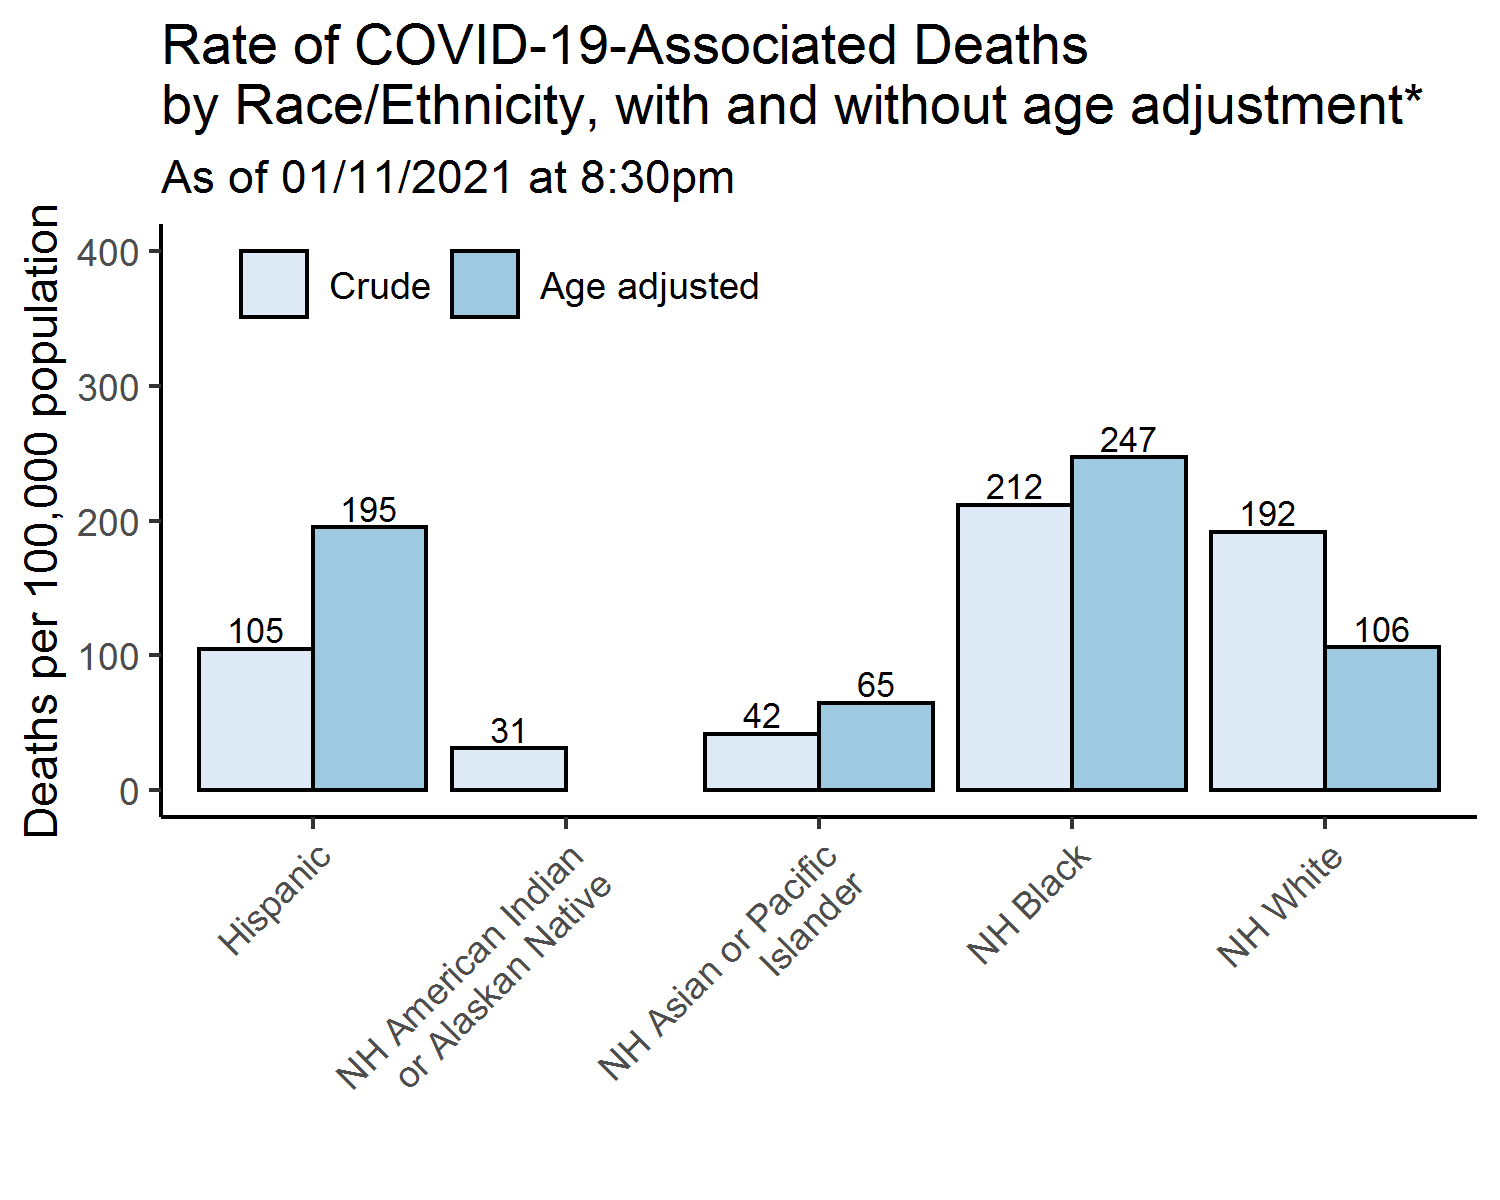 Rate of COVID-19-Associated Deaths
by Race/Ethnicity, with and without age adjustment*
As of 01/11/2021 at 8:30pm
Deaths per 100,000 population
400
300
200
100
0
Crude
Age adjusted
105
195
31
42
65
212
247
192
106
Hispanic
NH American Indian
or Alaskan Native
NH Asian or Pacific
Islander
NH Black
NH White